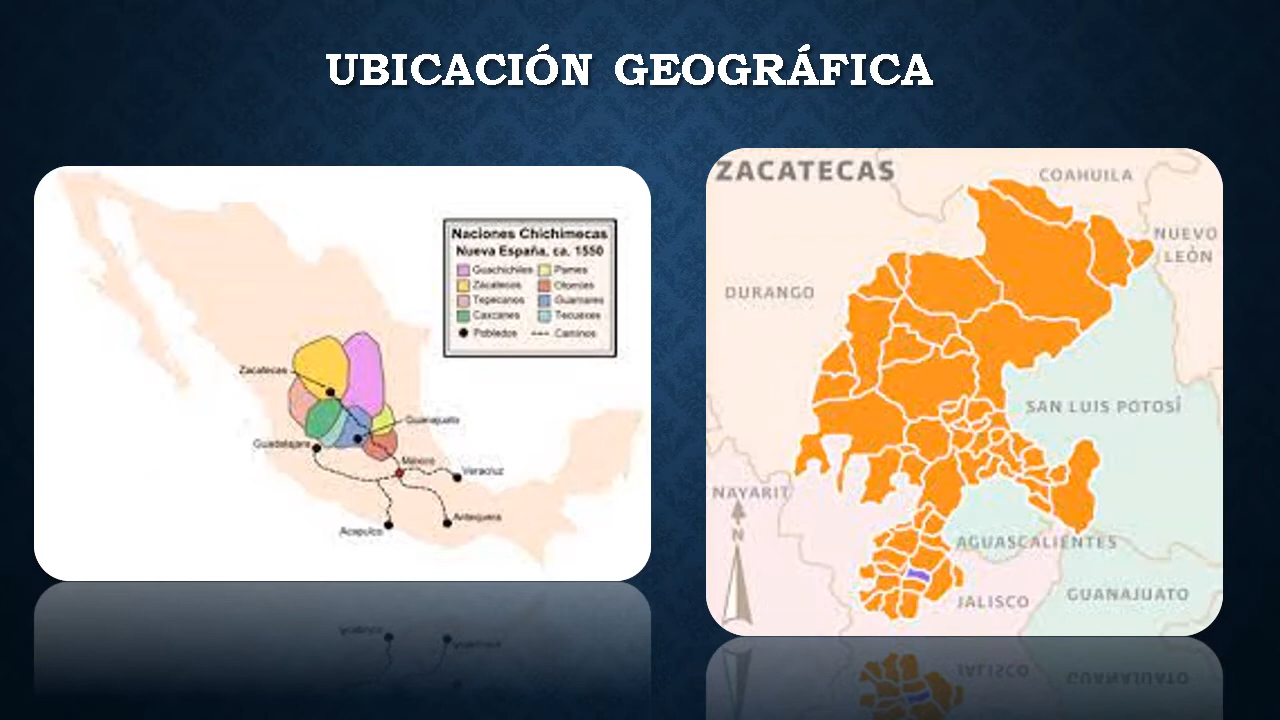 UBICACIÓN GEOGRÁFICA
Naciones Chichimecas
Nueva España, ca. 1550
Guachichiles Pames
Zacatecos Otomíes
Tepecanos Guamares
Caxcanes Tecuexes
Poblados Caminos
Zacatecas
Guanajuato
Guadalajara
México
Veracruz
Acapulco
Antequera
ZACATECAS
COAHUILA
NUEVO
LEÓN
DURANGO
SAN LUIS POTOSÍ
NAYARIT
N
AGUASCALIENTES
JALISCO
GUANAJUATO